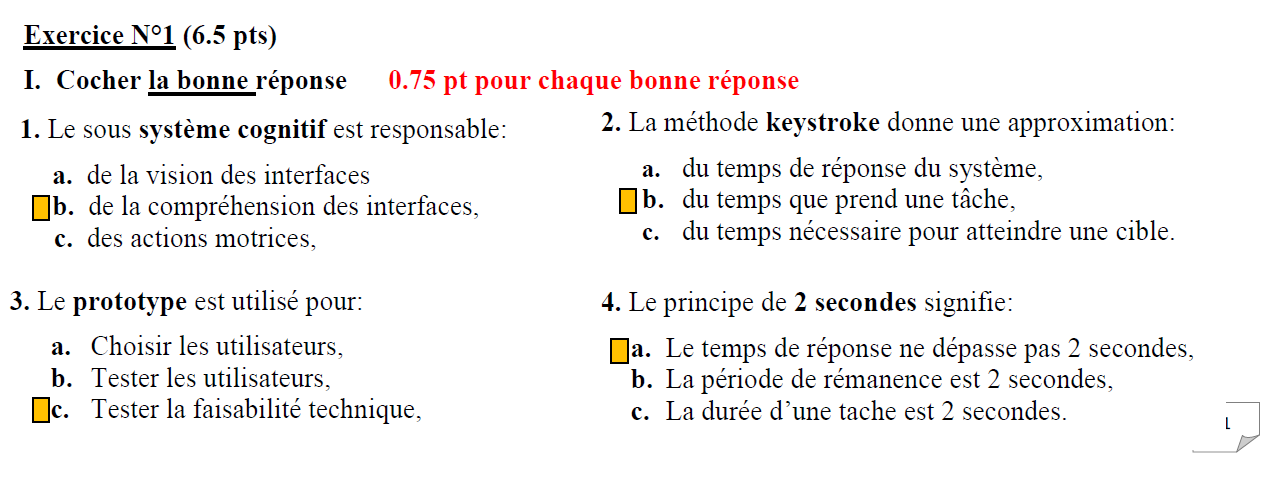 Exercice N°1 (6.5 pts)
I. Cocher la bonne réponse 0.75 pt pour chaque bonne réponse
1. Le sous système cognitif est responsable:
a. de la vision des interfaces
b. de la compréhension des interfaces,
c. des actions motrices,
2. La méthode keystroke donne une approximation:
a. du temps de réponse du système,
b. du temps que prend une tâche,
c. du temps nécessaire pour atteindre une cible.
3. Le prototype est utilisé pour:
a. Choisir les utilisateurs,
b. Tester les utilisateurs,
c. Tester la faisabilité technique,
4. Le principe de 2 secondes signifie:
a. Le temps de réponse ne dépasse pas 2 secondes,
b. La période de rémanence est 2 secondes,
c. La durée d’une tache est 2 secondes.
1